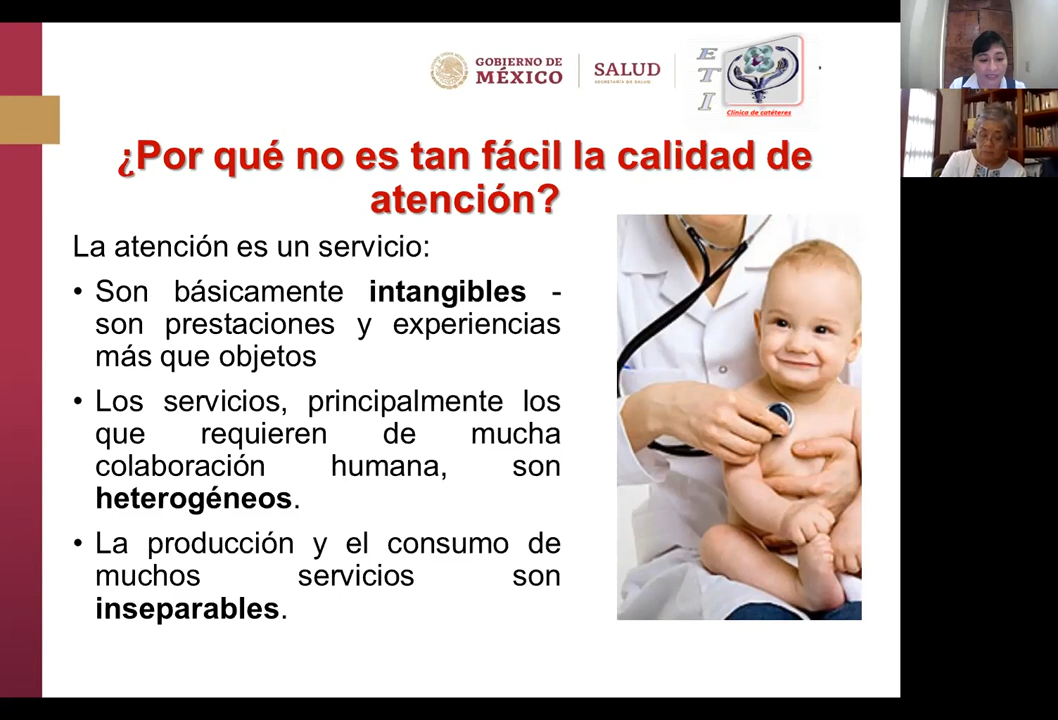 GOBIERNO DE
MÉXICO
SALUD
SECRETARÍA DE SALUD
ETI
Clínica de catéteres
¿Por qué no es tan fácil la calidad de
atención?
La atención es un servicio:
• Son básicamente intangibles -
son prestaciones y experiencias
más que objetos
• Los servicios, principalmente los
que requieren de mucha
colaboración humana, son
heterogéneos.
• La producción y el consumo de
muchos servicios son
inseparables.